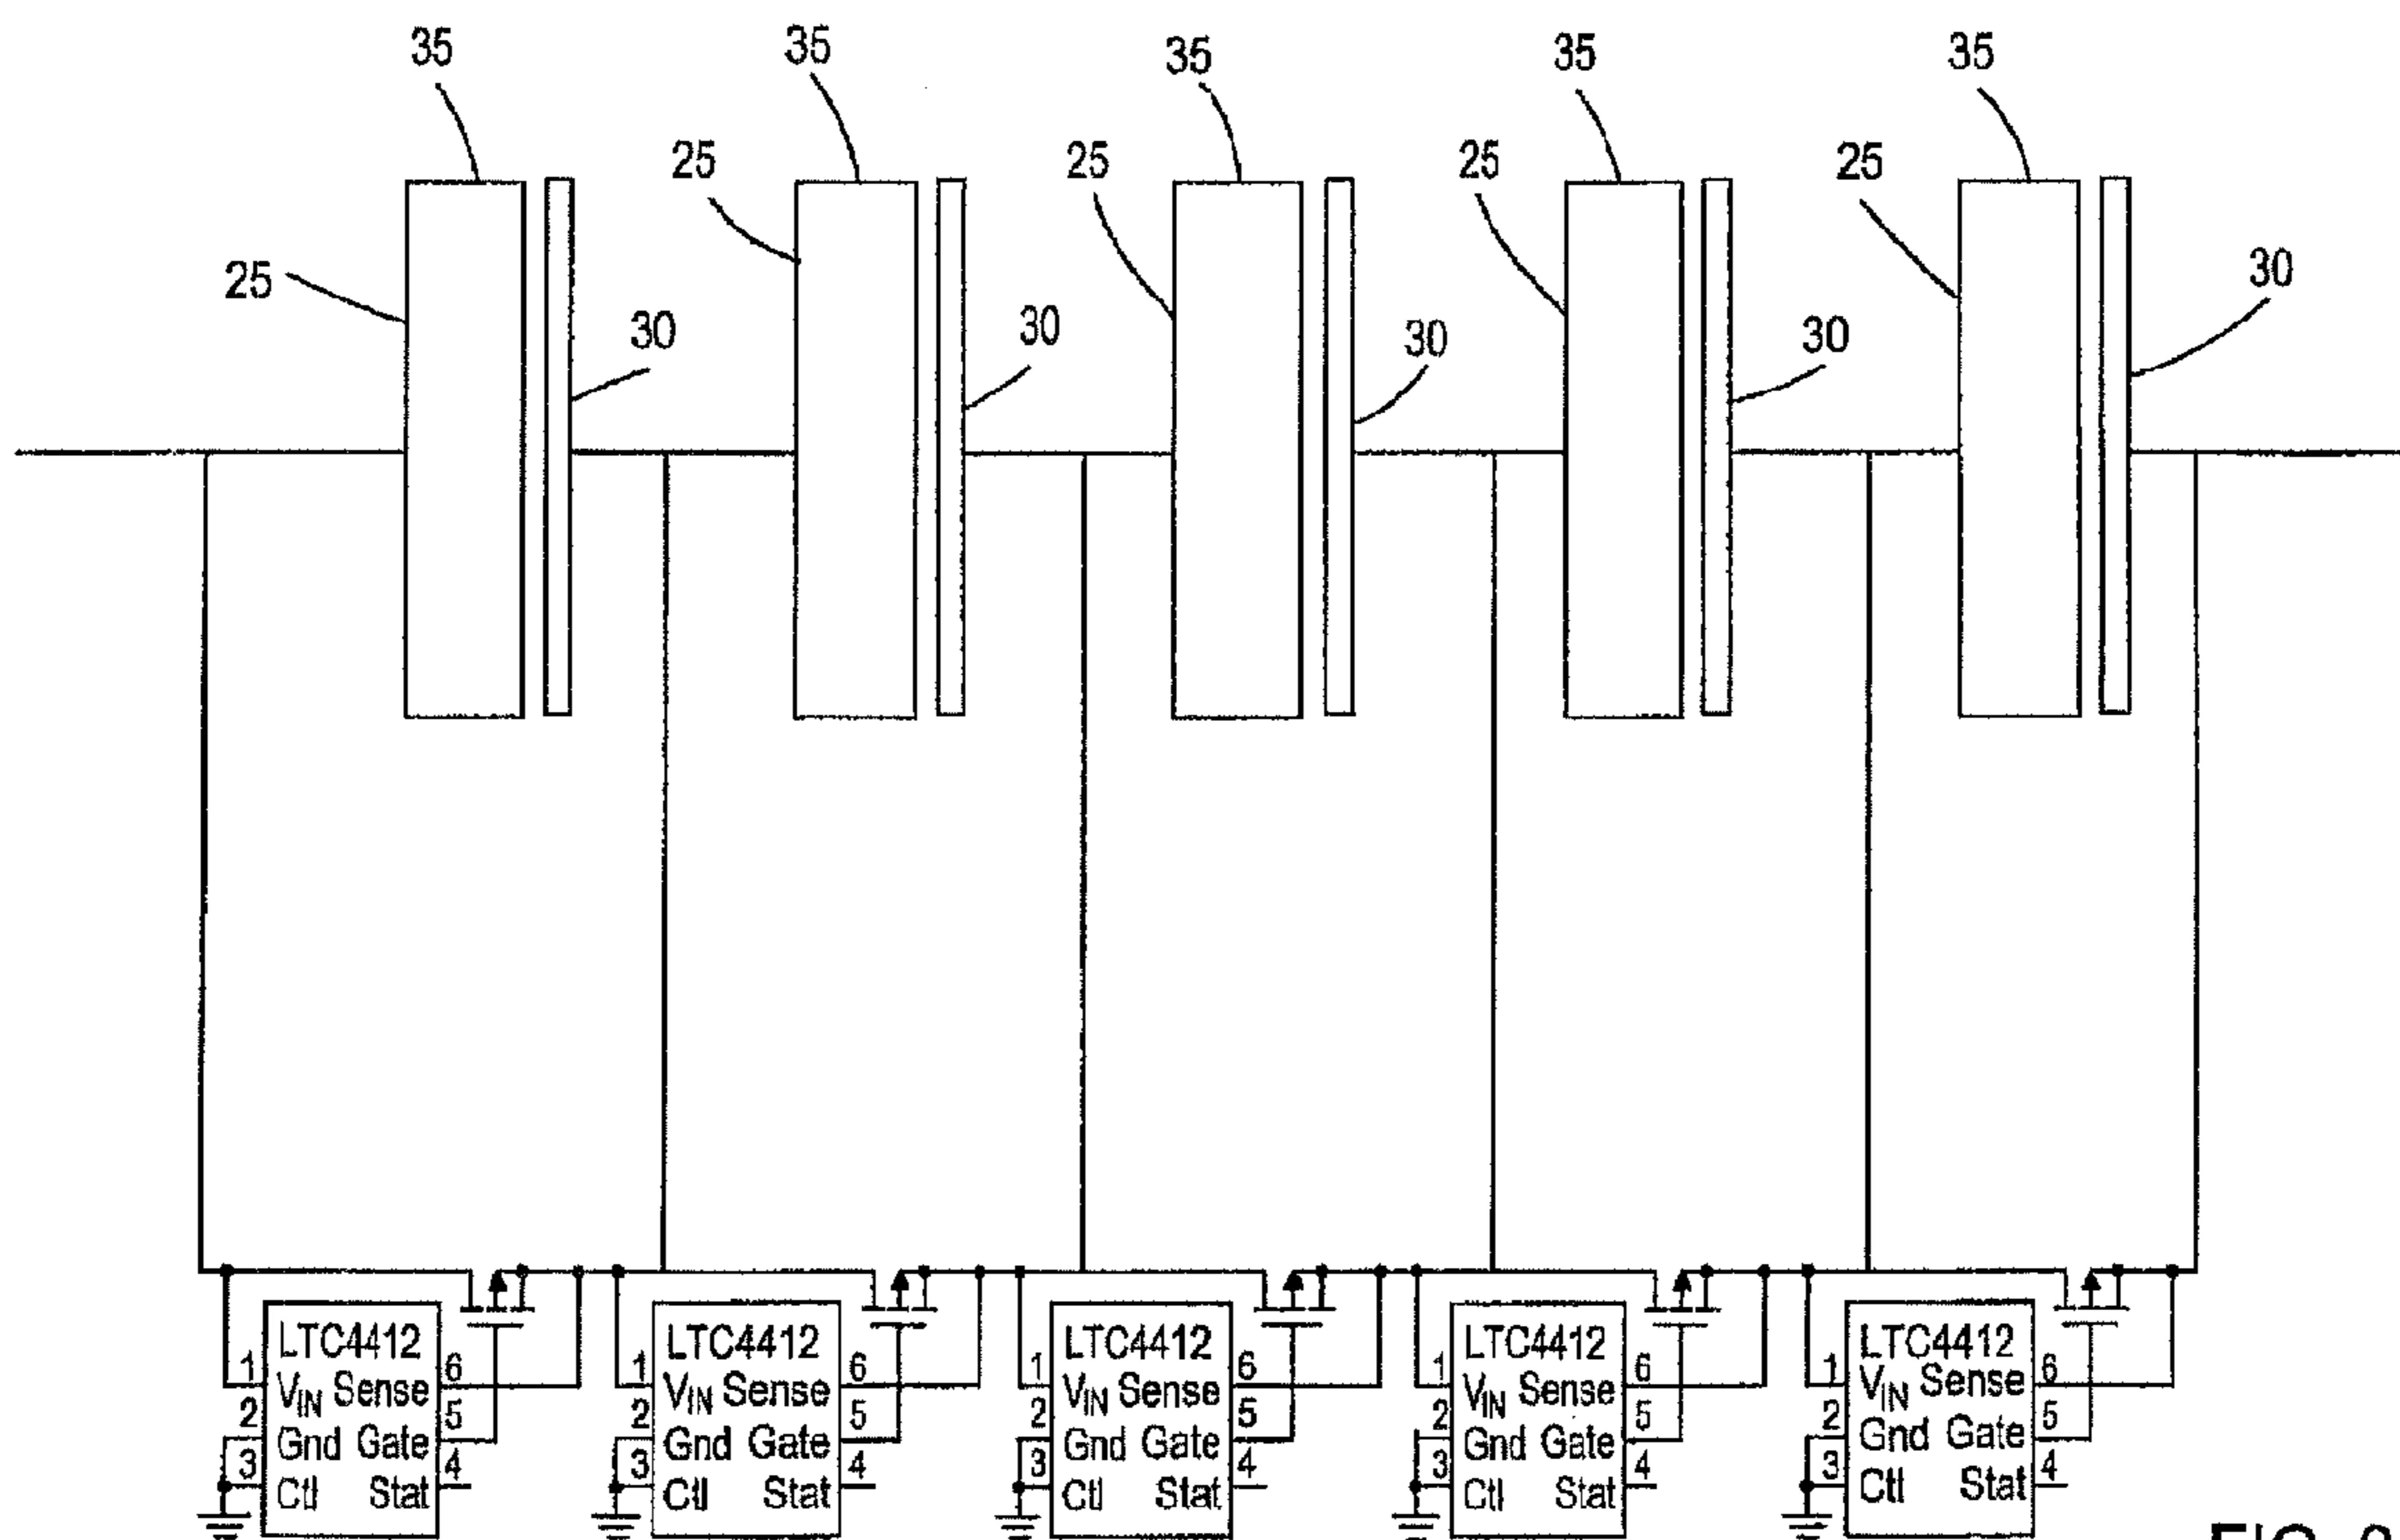 35 35 35 35 35
25 25 25 25
25 30
30 30 30 30
LTC4412 LTC4412 LTC4412 LTC4412 LTC4412
1 6 1 6 1 6 1 6 1 6
VIN Sense VIN Sense VIN Sense VIN Sense VIN Sense
2 5 2 5 2 5 2 5 2 5
Gnd Gate Gnd Gate Gnd Gate Gnd Gate Gnd Gate
3 4 3 4 3 4 3 4 3 4
Ctl Stat Ctl Stat Ctl Stat Ctl Stat Ctl Stat
FIG.